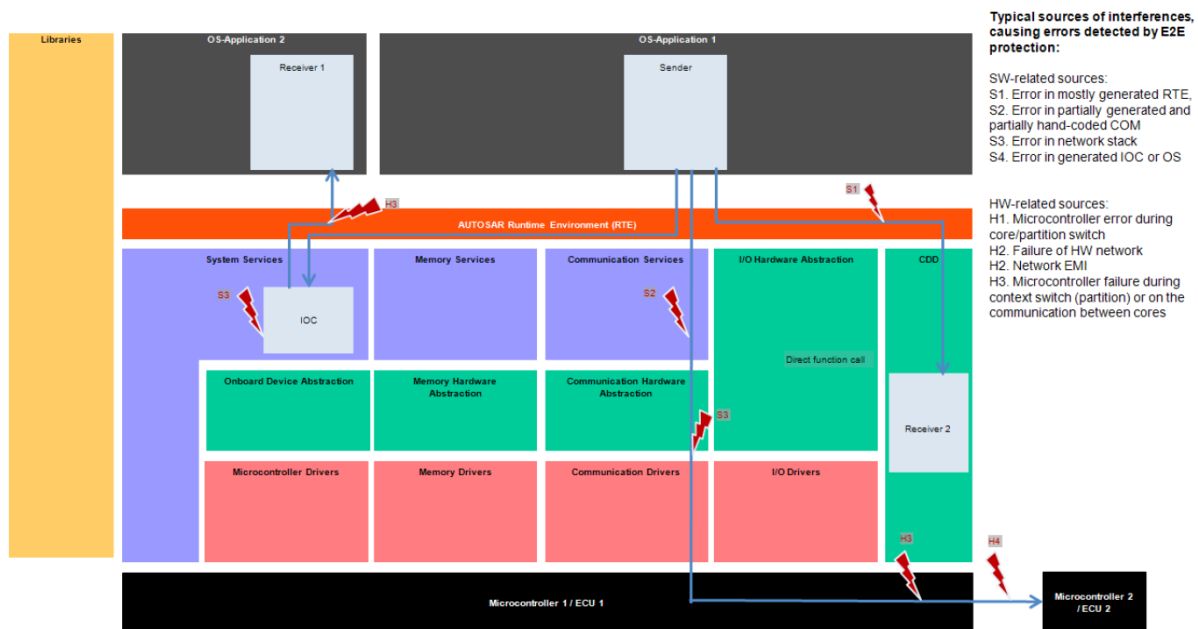 Typical sources of interferences,
causing errors detected by E2E
protection:
SW-related sources:
S1. Error in mostly generated RTE,
S2. Error in partially generated and
partially hand-coded COM
S3. Error in network stack
S4. Error in generated IOC or OS
HW-related sources:
H1. Microcontroller error during
core/partition switch
H2. Failure of HW network
H2. Network EMI
H3. Microcontroller failure during
context switch (partition) or on the
communication between cores
Libraries
OS-Application 2
OS-Application 1
Receiver 1
Sender
H3
S1
AUTOSAR Runtime Environment (RTE)
System Services
Memory Services
Communication Services
I/O Hardware Abstraction
CDD
S3
S2
IOC
Direct function call
Onboard Device Abstraction
Memory Hardware
Abstraction
Communication Hardware
Abstraction
S3
Receiver 2
Microcontroller Drivers
Memory Drivers
Communication Drivers
I/O Drivers
H3
H4
Microcontroller 1 / ECU 1
Microcontroller 2
/ ECU 2